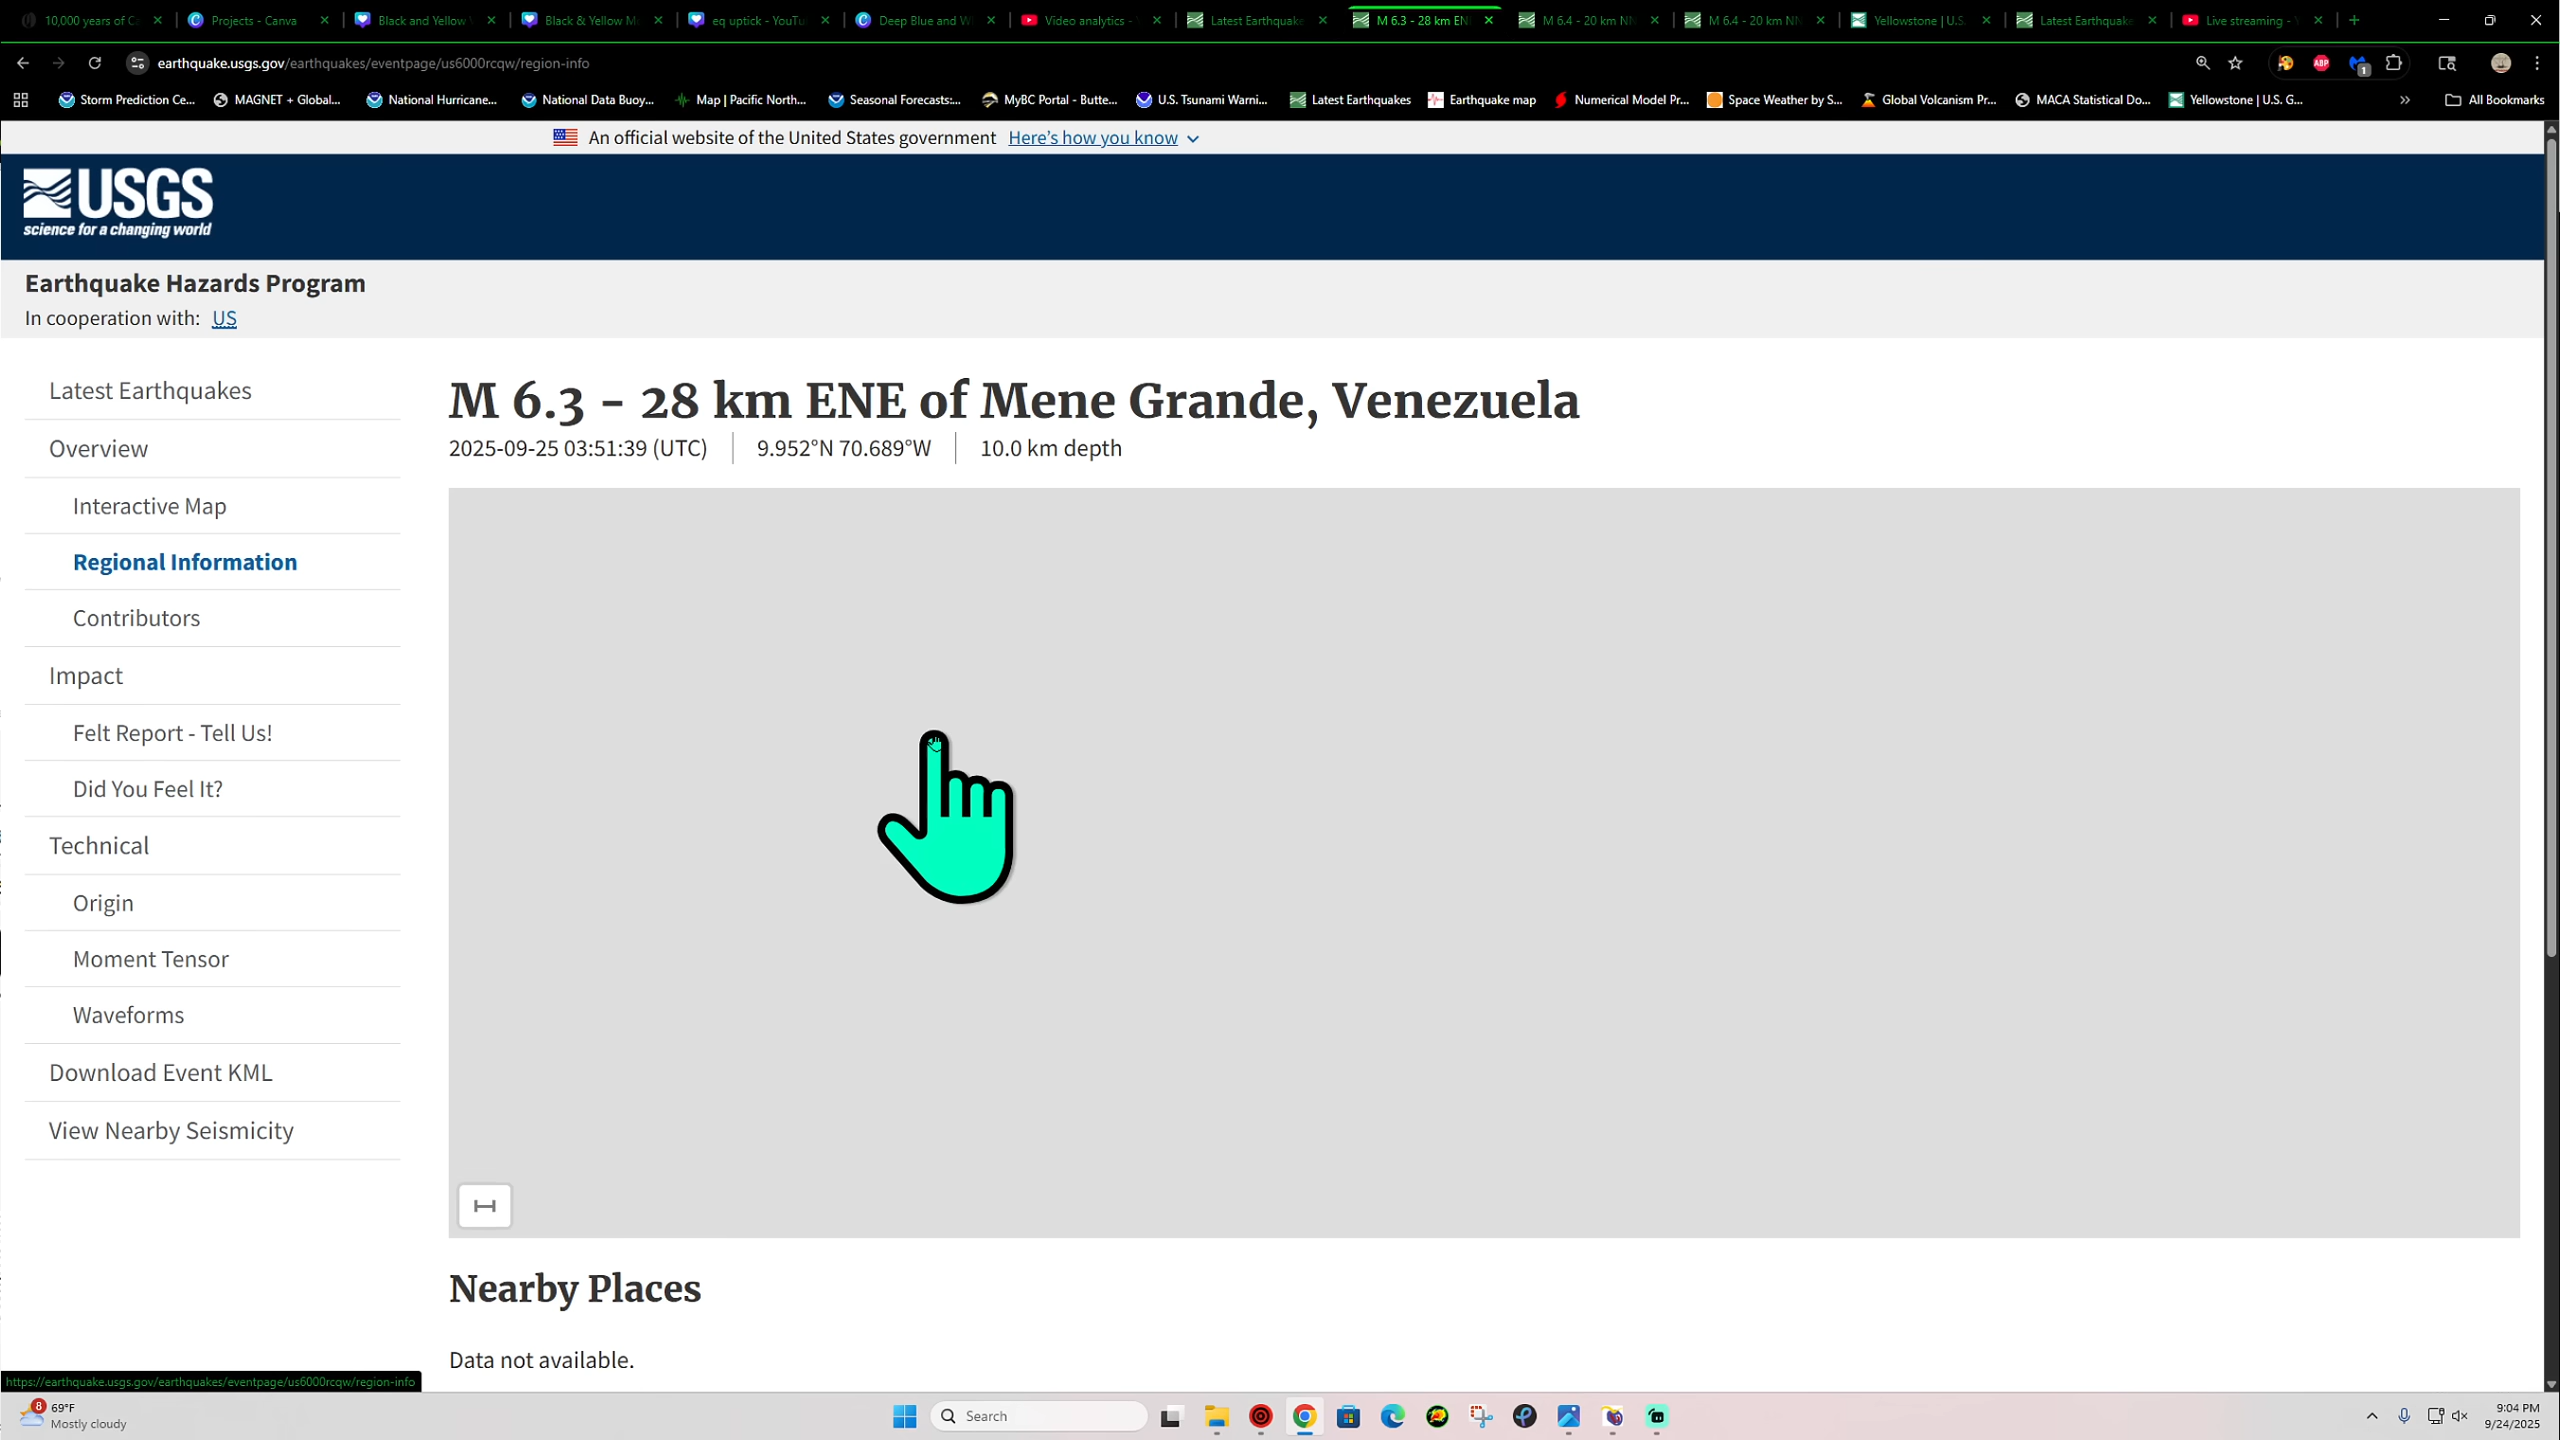 10,000 years of C
Projects - Canva
Black and Yellow
Black & Yellow M
eq uptick - YouTu
Deep Blue and W
Video analytics -
Latest Earthquake
M 6.3 - 28 km EN
M 6.4 - 20 km NN
M 6.4 - 20 km NN
Yellowstone | U.S.
Latest Earthquake
Live streaming -
earthquake.usgs.gov/earthquakes/eventpage/us6000rcqw/region-info
ABP
1
Storm Prediction Ce...
MAGNET + Global...
National Hurricane...
National Data Buoy...
Map | Pacific North...
Seasonal Forecasts:...
MyBC Portal - Butte...
U.S. Tsunami Warni...
Latest Earthquakes
Earthquake map
Numerical Model Pr...
Space Weather by S...
Global Volcanism Pr...
MACA Statistical Do...
Yellowstone | U.S. G...
All Bookmarks
An official website of the United States government Here's how you know
USGS
science for a changing world
Earthquake Hazards Program
In cooperation with: US
Latest Earthquakes
Overview
Interactive Map
Regional Information
Contributors
Impact
Felt Report - Tell Us!
Did You Feel It?
Technical
Origin
Moment Tensor
Waveforms
Download Event KML
View Nearby Seismicity
M 6.3 - 28 km ENE of Mene Grande, Venezuela
2025-09-25 03:51:39 (UTC) 9.952°N 70.689°W 10.0 km depth
Nearby Places
Data not available.
https://earthquake.usgs.gov/earthquakes/eventpage/us6000rcqw/region-info
8
69°F
Mostly cloudy
Search
9:04 PM
9/24/2025